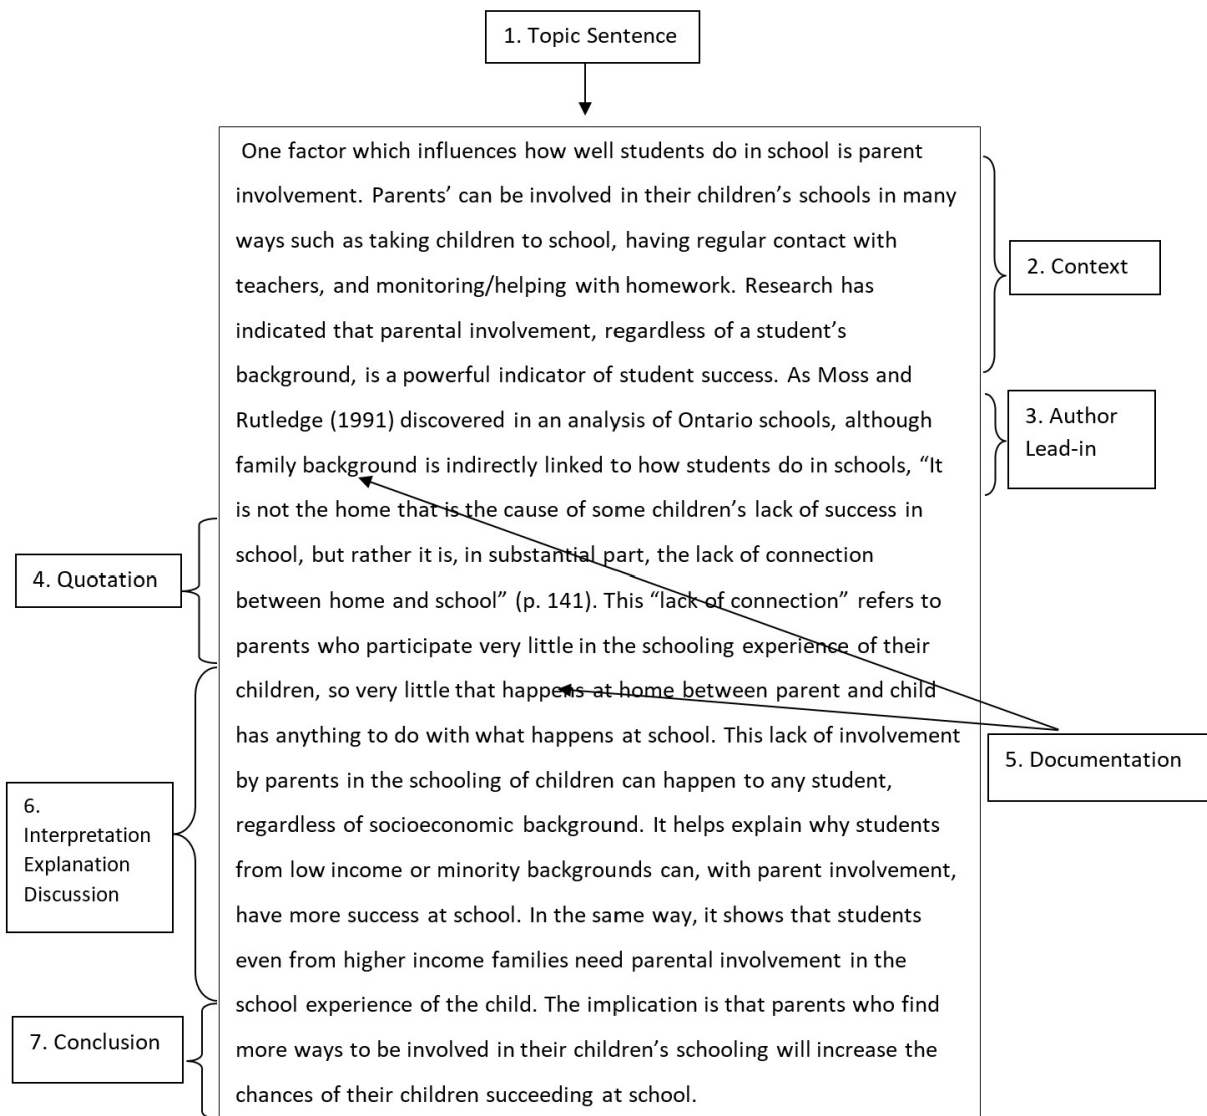 1. Topic Sentence
One factor which influences how well students do in school is parent
involvement. Parents’ can be involved in their children’s schools in many
ways such as taking children to school, having regular contact with
teachers, and monitoring/helping with homework. Research has
indicated that parental involvement, regardless of a student’s
background, is a powerful indicator of student success. As Moss and
Rutledge (1991) discovered in an analysis of Ontario schools, although
family background is indirectly linked to how students do in schools, “It
is not the home that is the cause of some children’s lack of success in
school, but rather it is, in substantial part, the lack of connection
between home and school” (p. 141). This “lack of connection” refers to
parents who participate very little in the schooling experience of their
children, so very little that happens at home between parent and child
has anything to do with what happens at school. This lack of involvement
by parents in the schooling of children can happen to any student,
regardless of socioeconomic background. It helps explain why students
from low income or minority backgrounds can, with parent involvement,
have more success at school. In the same way, it shows that students
even from higher income families need parental involvement in the
school experience of the child. The implication is that parents who find
more ways to be involved in their children’s schooling will increase the
chances of their children succeeding at school.
2. Context
3. Author
Lead-in
4. Quotation
5. Documentation
6.
Interpretation
Explanation
Discussion
7. Conclusion